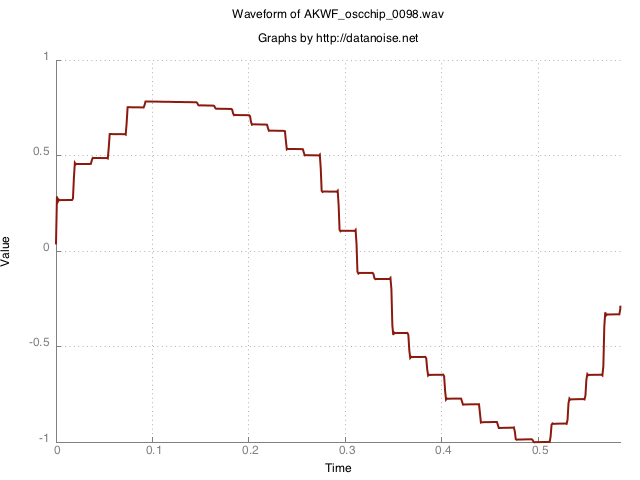 Waveform of AKWF_oscchip_0098.wav
Graphs by http://datanoise.net
1
0.5
0
-0.5
-1
Value
0 0.1 0.2 0.3 0.4 0.5
Time